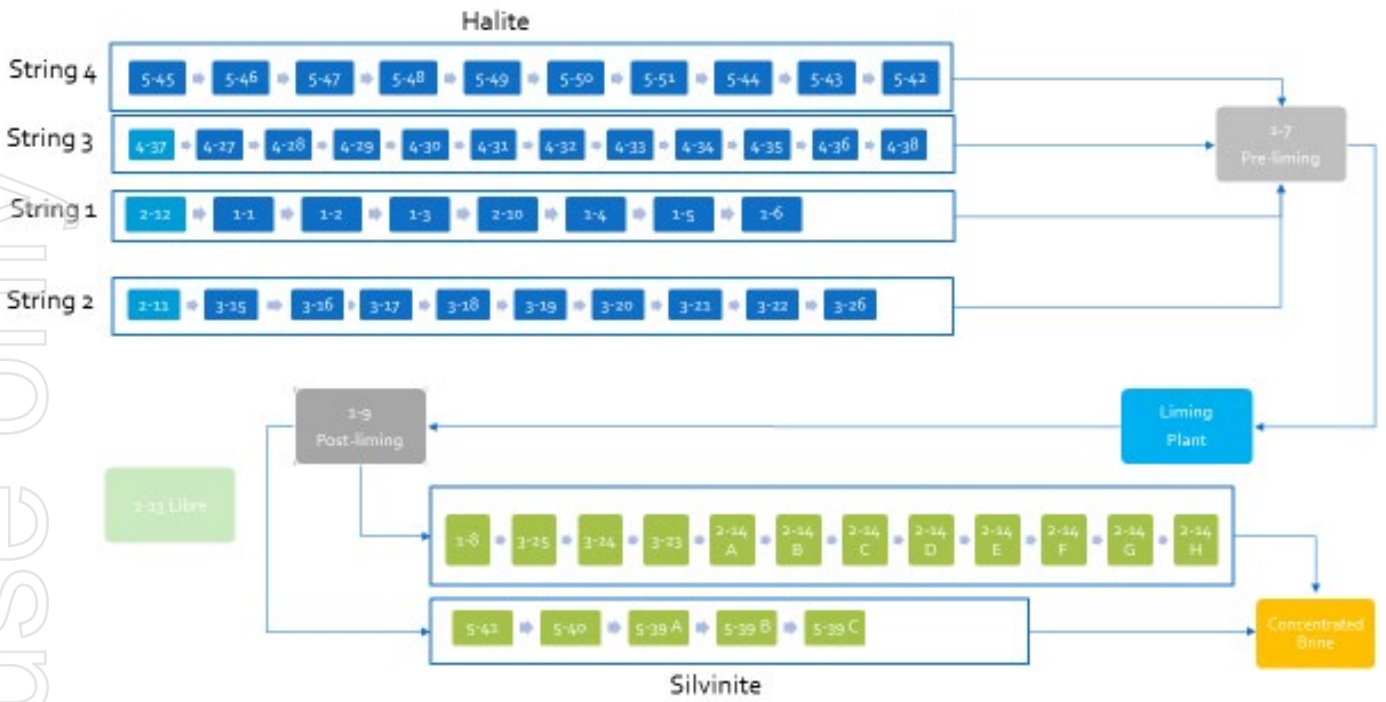 Halite
String 4
5-45 5-46 5-47 5-48 5-49 5-50 5-51 5-44 5-43 5-42
String 3
4-37 4-27 4-28 4-29 4-30 4-31 4-32 4-33 4-34 4-35 4-36 4-38
1-7
Pre-liming
String 1
2-12 1-1 1-2 1-3 2-10 1-4 1-5 1-6
String 2
2-11 3-15 3-16 3-17 3-18 3-19 3-20 3-21 3-22 3-26
1-9
Post-liming
Liming
Plant
2-13 Libre
1-8 3-25 3-24 3-23 2-14 A 2-14 B 2-14 C 2-14 D 2-14 E 2-14 F 2-14 G 2-14 H
5-41 5-40 5-39 A 5-39 B 5-39 C
Concentrated
Brine
Silvinite
use only